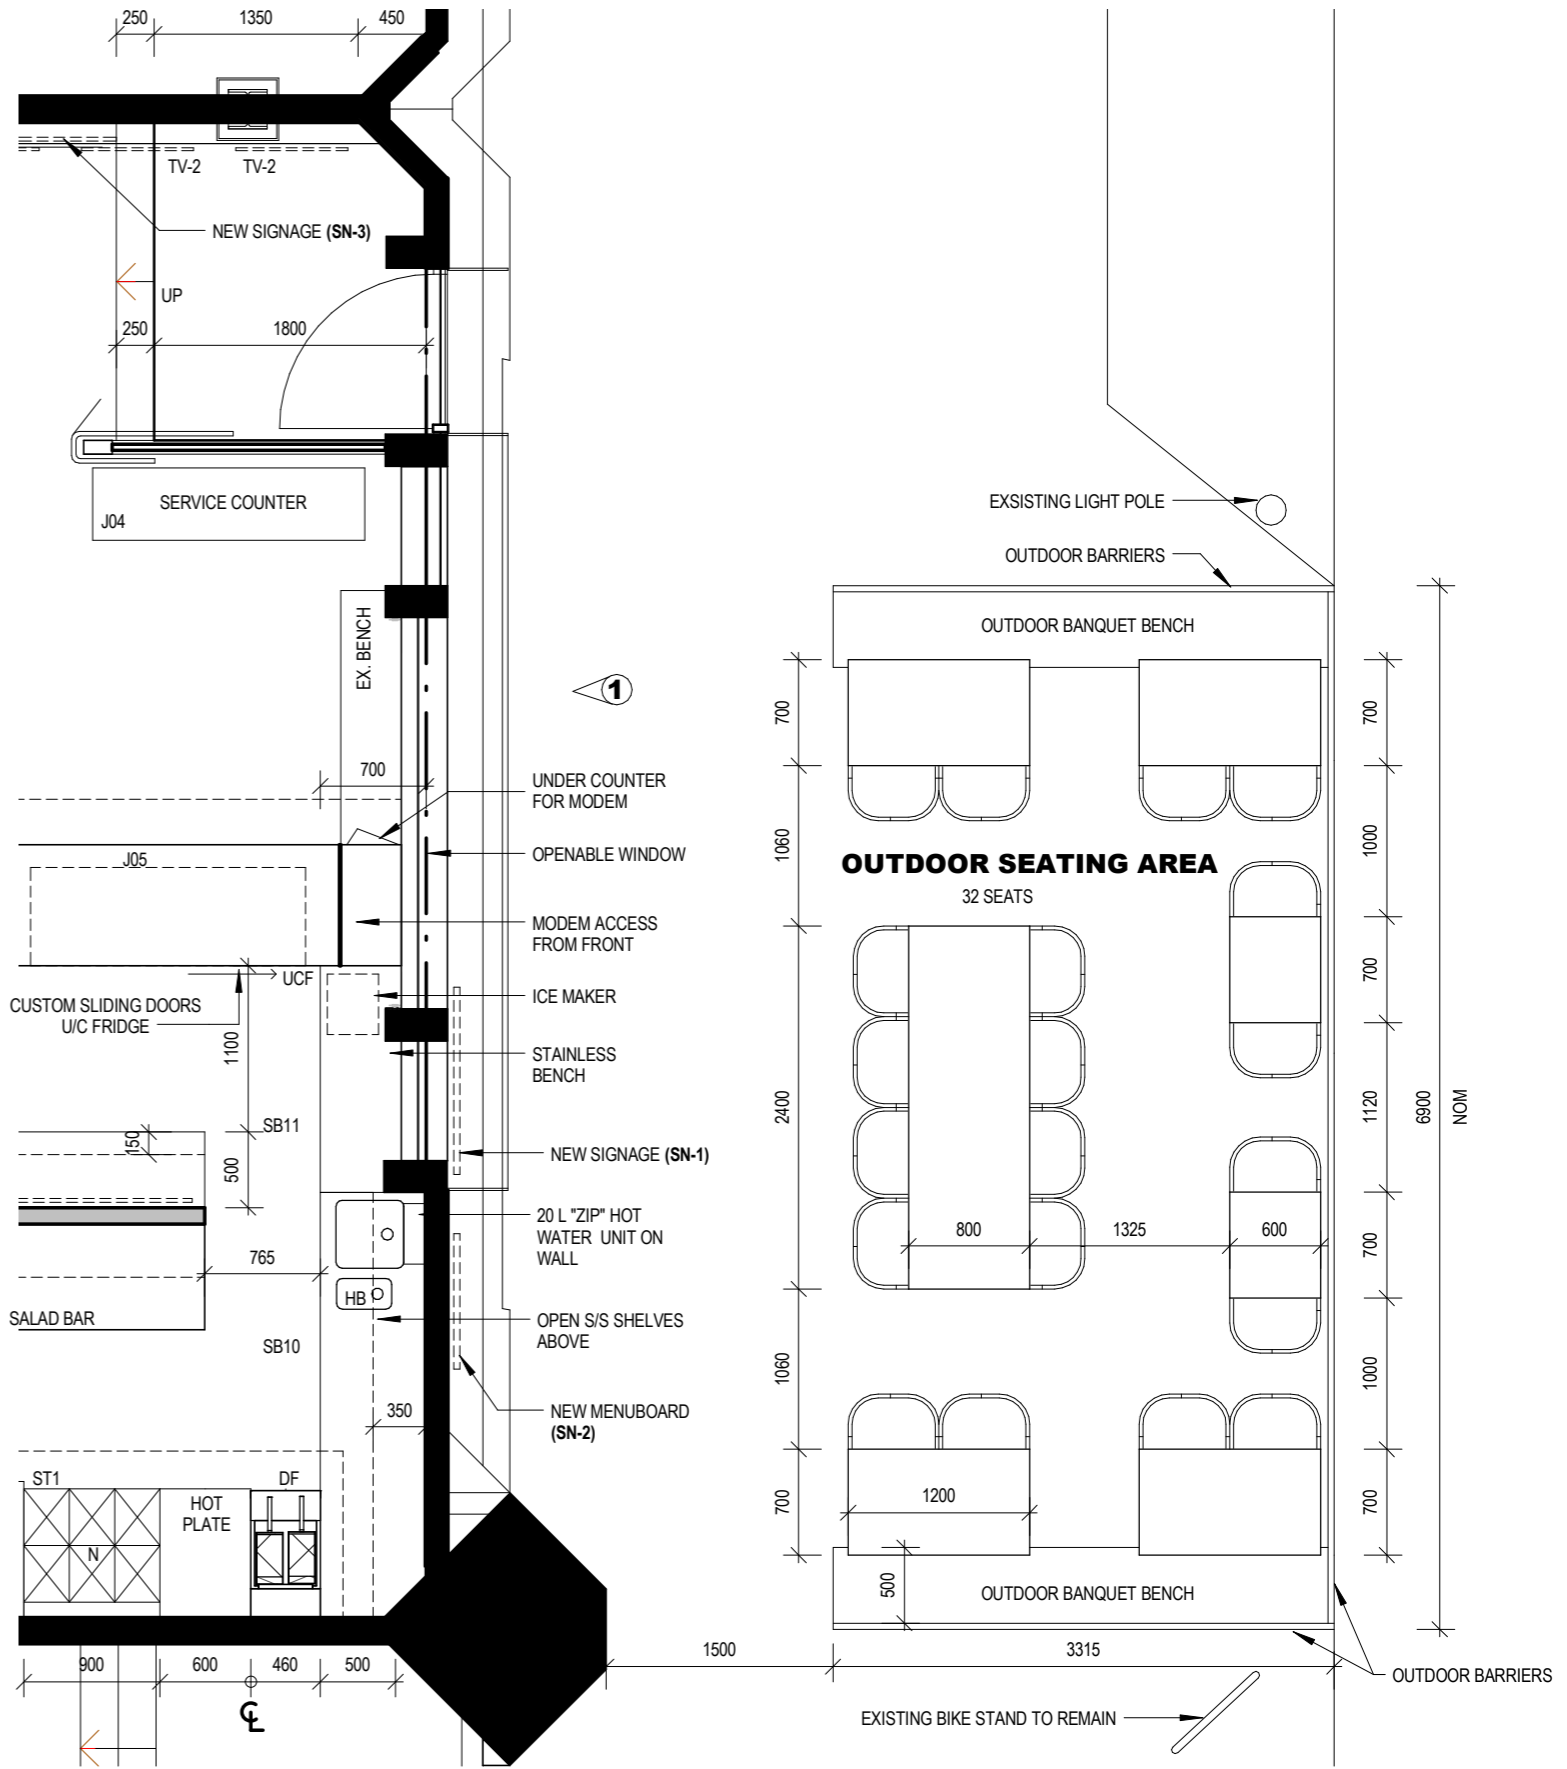 250
1350
450
TV-2
TV-2
NEW SIGNAGE (SN-3)
UP
250
1800
SERVICE COUNTER
J04
EXSISTING LIGHT POLE
OUTDOOR BARRIERS
EX. BENCH
OUTDOOR BANQUET BENCH
1
700
700
700
UNDER COUNTER
FOR MODEM
1060
1000
OPENABLE WINDOW
J05
OUTDOOR SEATING AREA
32 SEATS
MODEM ACCESS
FROM FRONT
700
UCF
ICE MAKER
CUSTOM SLIDING DOORS
U/C FRIDGE
1100
STAINLESS
BENCH
2400
1120
6900
NOM
SB11
150
500
NEW SIGNAGE (SN-1)
20 L "ZIP" HOT
WATER UNIT ON
WALL
800
1325
600
700
765
HB
SALAD BAR
OPEN S/S SHELVES
ABOVE
SB10
1060
1000
350
NEW MENUBOARD
(SN-2)
ST1
DF
HOT
PLATE
N
700
1200
700
500
OUTDOOR BANQUET BENCH
900
600
460
500
1500
3315
OUTDOOR BARRIERS
CL
EXISTING BIKE STAND TO REMAIN